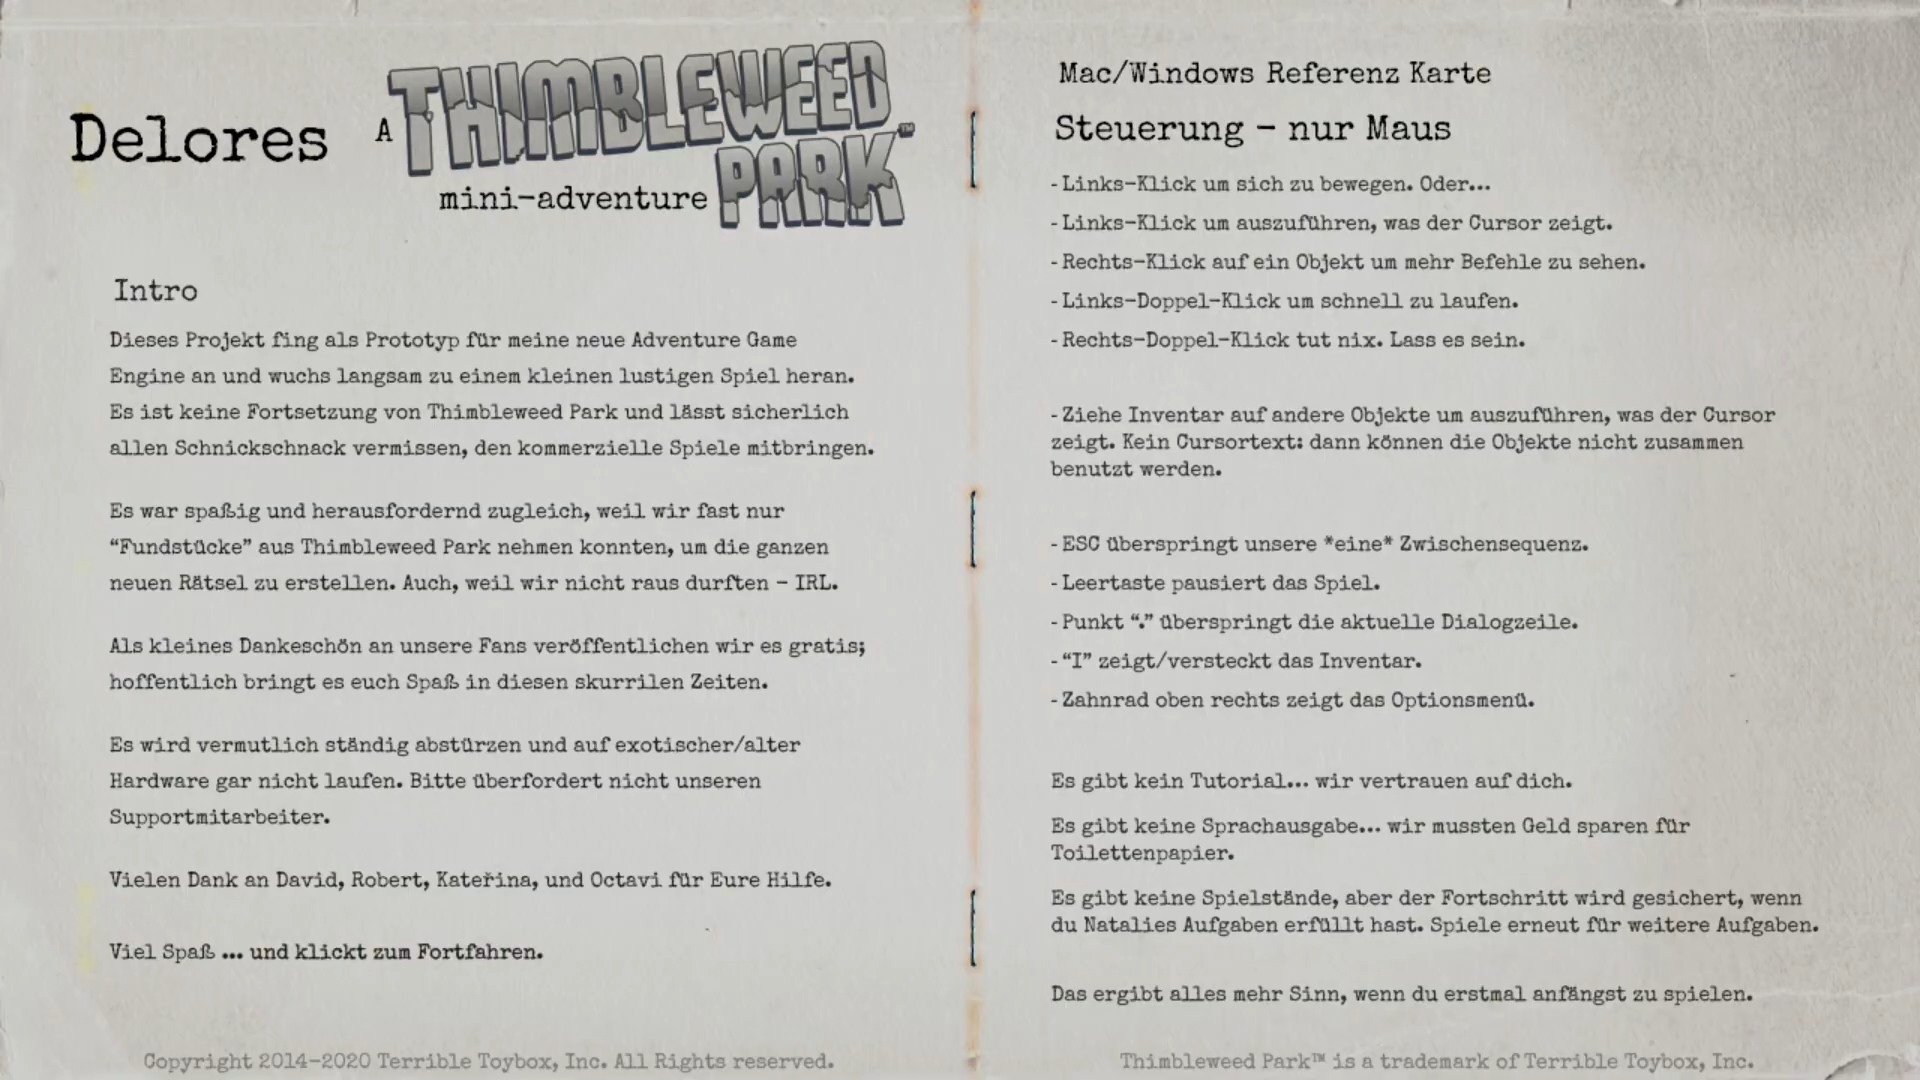 Delores A THIMBLEWEED PARK™
mini-adventure
Intro
Dieses Projekt fing als Prototyp für meine neue Adventure Game
Engine an und wuchs langsam zu einem kleinen lustigen Spiel heran.
Es ist keine Fortsetzung von Thimbleweed Park und lässt sicherlich
allen Schnickschnack vermissen, den kommerzielle Spiele mitbringen.
Es war spaßig und herausfordernd zugleich, weil wir fast nur
“Fundstücke” aus Thimbleweed Park nehmen konnten, um die ganzen
neuen Rätsel zu erstellen. Auch, weil wir nicht raus durften – IRL.
Als kleines Dankeschön an unsere Fans veröffentlichen wir es gratis;
hoffentlich bringt es euch Spaß in diesen skurrilen Zeiten.
Es wird vermutlich ständig abstürzen und auf exotischer/alter
Hardware gar nicht laufen. Bitte überfordert nicht unseren
Supportmitarbeiter.
Vielen Dank an David, Robert, Kateřina, und Octavi für Eure Hilfe.
Viel Spaß ... und klickt zum Fortfahren.
Copyright 2014-2020 Terrible Toybox, Inc. All Rights reserved.
Mac/Windows Referenz Karte
Steuerung – nur Maus
- Links-Klick um sich zu bewegen. Oder...
- Links-Klick um auszuführen, was der Cursor zeigt.
- Rechts-Klick auf ein Objekt um mehr Befehle zu sehen.
- Links-Doppel-Klick um schnell zu laufen.
- Rechts-Doppel-Klick tut nix. Lass es sein.
- Ziehe Inventar auf andere Objekte um auszuführen, was der Cursor
zeigt. Kein Cursortext: dann können die Objekte nicht zusammen
benutzt werden.
- ESC überspringt unsere *eine* Zwischensequenz.
- Leertaste pausiert das Spiel.
- Punkt “.” überspringt die aktuelle Dialogzeile.
- “I” zeigt/versteckt das Inventar.
- Zahnrad oben rechts zeigt das Optionsmenü.
Es gibt kein Tutorial... wir vertrauen auf dich.
Es gibt keine Sprachausgabe... wir mussten Geld sparen für
Toilettenpapier.
Es gibt keine Spielstände, aber der Fortschritt wird gesichert, wenn
du Natalies Aufgaben erfüllt hast. Spiele erneut für weitere Aufgaben.
Das ergibt alles mehr Sinn, wenn du erstmal anfängst zu spielen.
Thimbleweed Park™ is a trademark of Terrible Toybox, Inc.